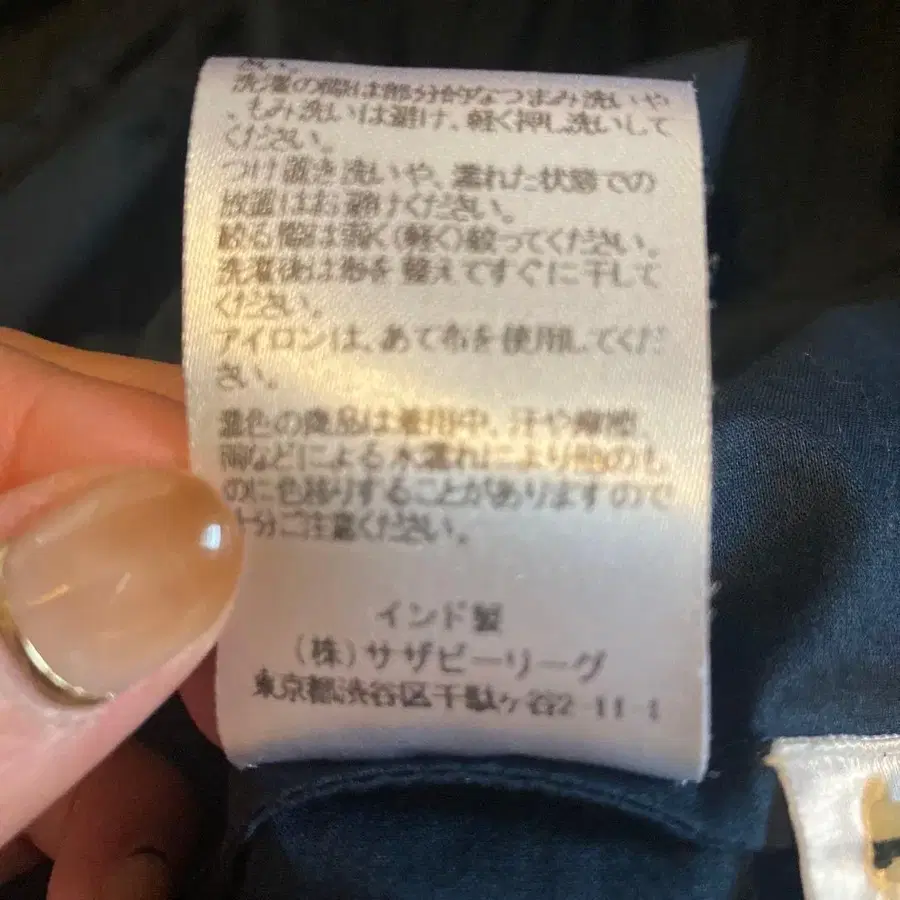 さい。
洗濯の際は部分的なつまみ洗いや
、もみ洗いは避け、軽く押し洗いして
ください。
つけ置き洗いや、濡れた状態での
放置はお避けください。
絞る際は弱く(軽く)絞ってください。
洗濯後は形を整えてすぐに干して
ください。
アイロンは、あて布を使用してくだ
さい。
濃色の商品は着用中、汗や摩擦、
雨などによる水濡れにより他のも
のに色移りすることがありますので
十分ご注意ください。
インド製
(株)サザビーリーグ
東京都渋谷区千駄ヶ谷2-11-1